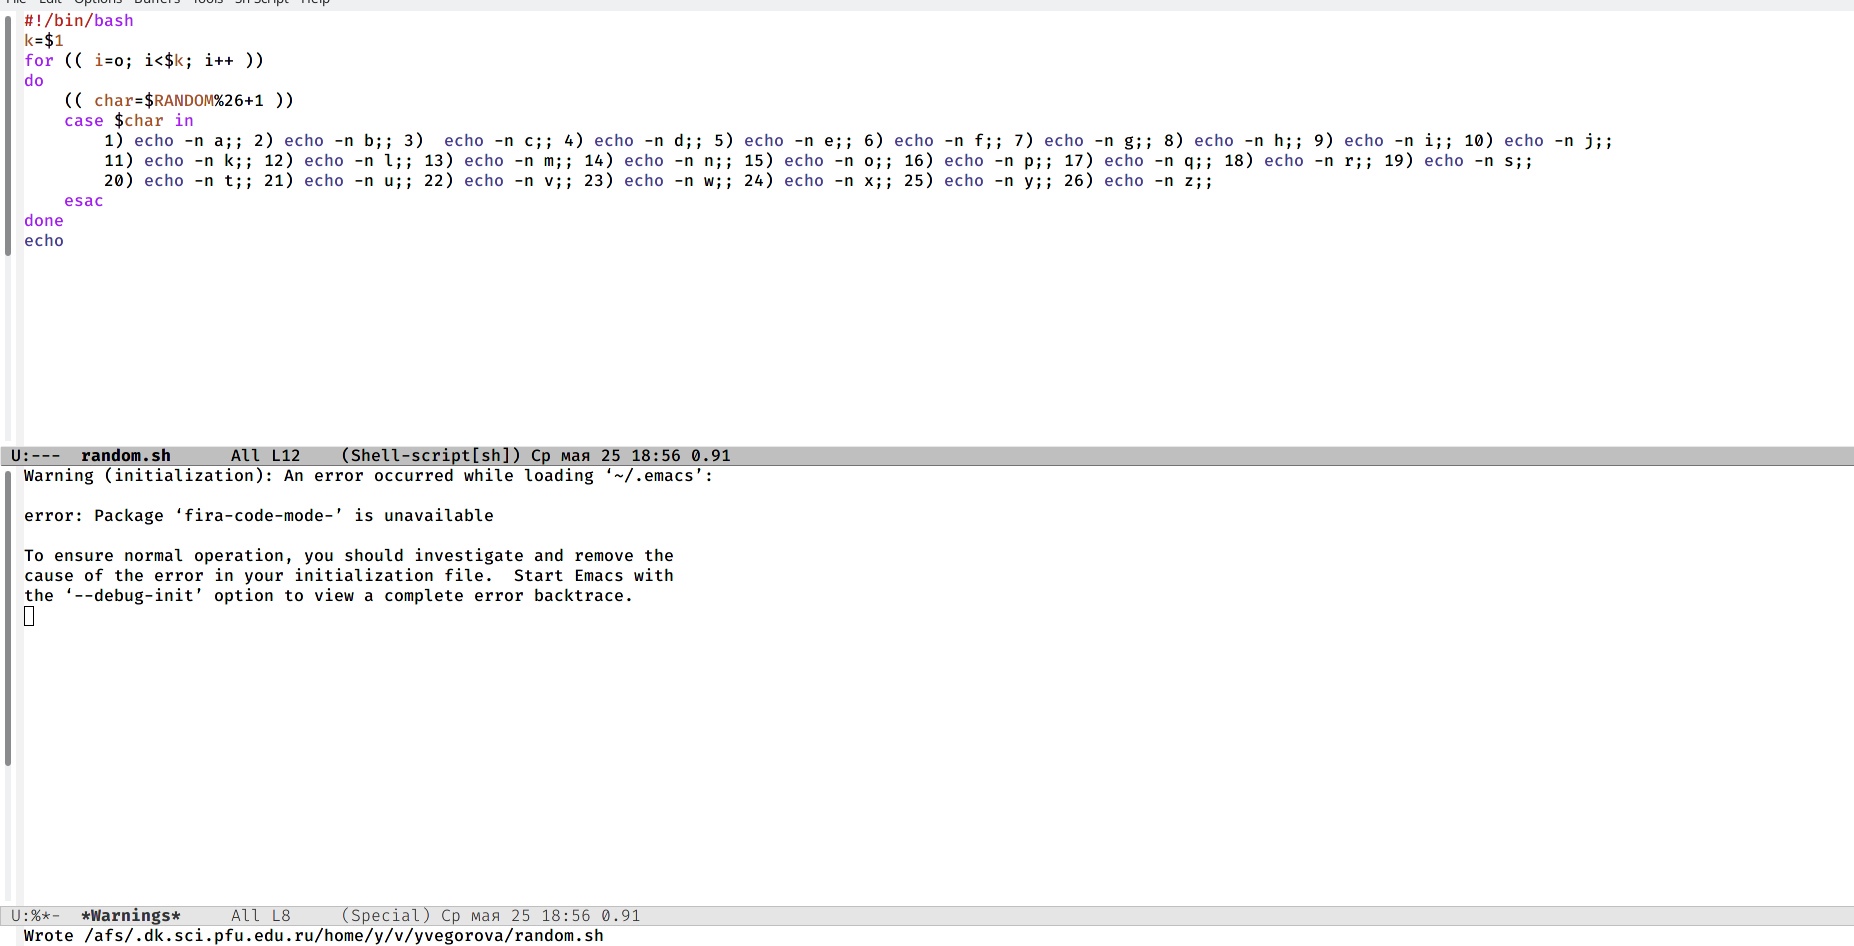 File Edit Options Buffers Tools Sh-Script Help
#!/bin/bash
k=$1
for (( i=o; i<$k; i++ ))
do
    (( char=$RANDOM%26+1 ))
    case $char in
        1) echo -n a;; 2) echo -n b;; 3)  echo -n c;; 4) echo -n d;; 5) echo -n e;; 6) echo -n f;; 7) echo -n g;; 8) echo -n h;; 9) echo -n i;; 10) echo -n j;;
        11) echo -n k;; 12) echo -n l;; 13) echo -n m;; 14) echo -n n;; 15) echo -n o;; 16) echo -n p;; 17) echo -n q;; 18) echo -n r;; 19) echo -n s;;
        20) echo -n t;; 21) echo -n u;; 22) echo -n v;; 23) echo -n w;; 24) echo -n x;; 25) echo -n y;; 26) echo -n z;;
    esac
done
echo
U:---  random.sh      All L12    (Shell-script[sh]) Ср мая 25 18:56 0.91
Warning (initialization): An error occurred while loading ‘~/.emacs’:
error: Package ‘fira-code-mode-’ is unavailable
To ensure normal operation, you should investigate and remove the
cause of the error in your initialization file.  Start Emacs with
the ‘--debug-init’ option to view a complete error backtrace.
U:%*-  *Warnings*     All L8     (Special) Ср мая 25 18:56 0.91
Wrote /afs/.dk.sci.pfu.edu.ru/home/y/v/yvegorova/random.sh